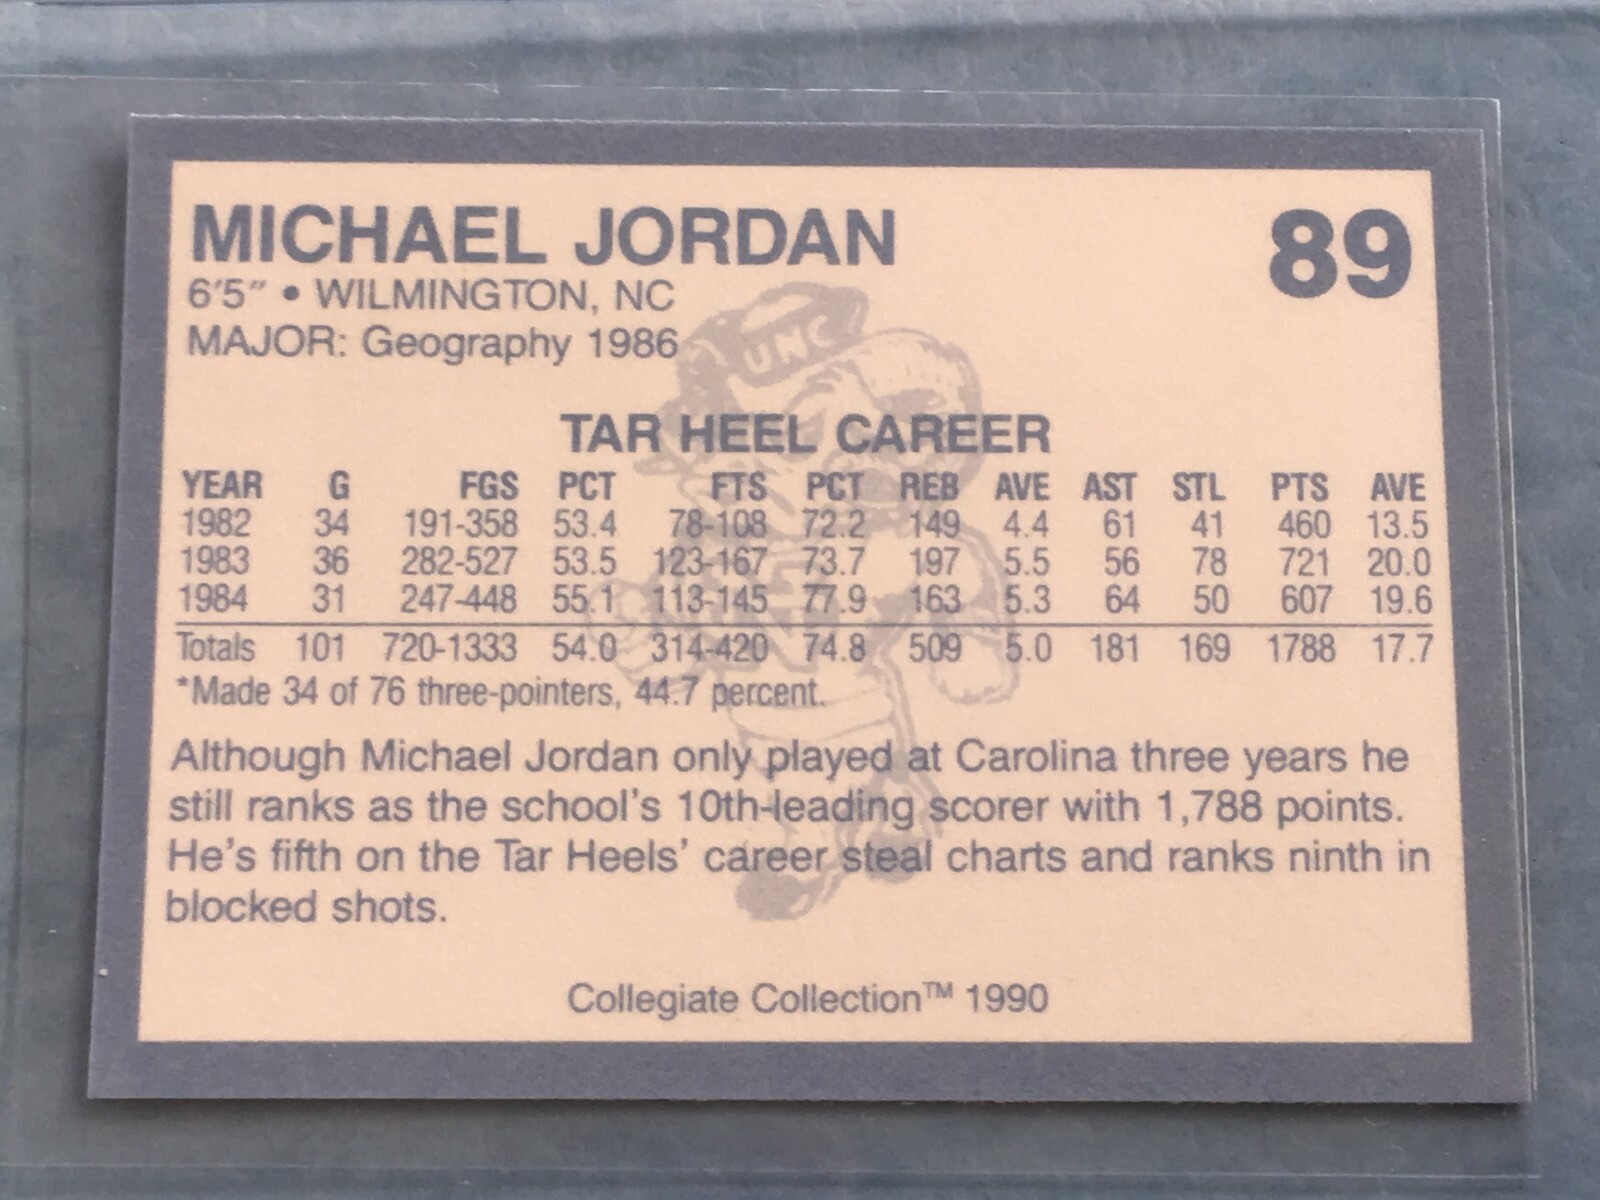 MICHAEL JORDAN 89
6'5" • WILMINGTON, NC
MAJOR: Geography 1986
UNC
TAR HEEL CAREER
YEAR G FGS PCT FTS PCT REB AVE AST STL PTS AVE
1982 34 191-358 53.4 78-108 72.2 149 4.4 61 41 460 13.5
1983 36 282-527 53.5 123-167 73.7 197 5.5 56 78 721 20.0
1984 31 247-448 55.1 113-145 77.9 163 5.3 64 50 607 19.6
Totals 101 720-1333 54.0 314-420 74.8 509 5.0 181 169 1788 17.7
*Made 34 of 76 three-pointers, 44.7 percent.
Although Michael Jordan only played at Carolina three years he
still ranks as the school's 10th-leading scorer with 1,788 points.
He's fifth on the Tar Heels' career steal charts and ranks ninth in
blocked shots.
Collegiate Collection™ 1990